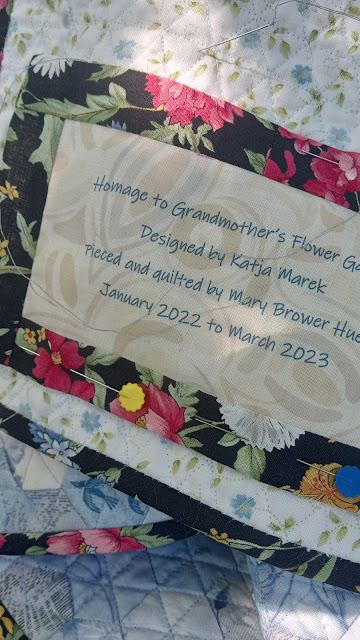 Homage to Grandmother's Flower Ga
Designed by Katja Marek
Pieced and quilted by Mary Brower Hue
January 2022 to March 2023